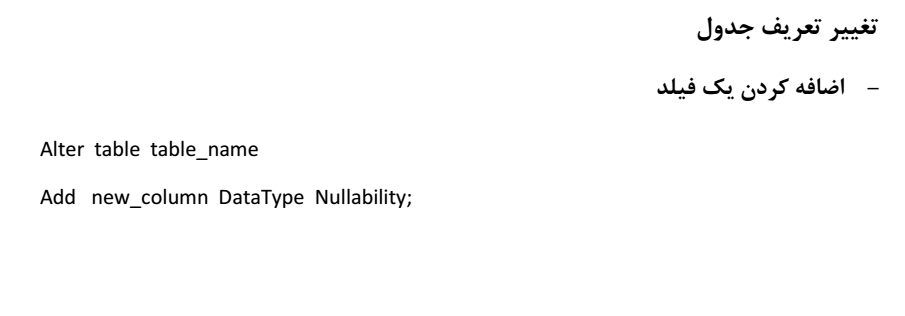 تغییر تعریف جدول
– اضافه کردن یک فیلد
Alter table table_name
Add new_column DataType Nullability;